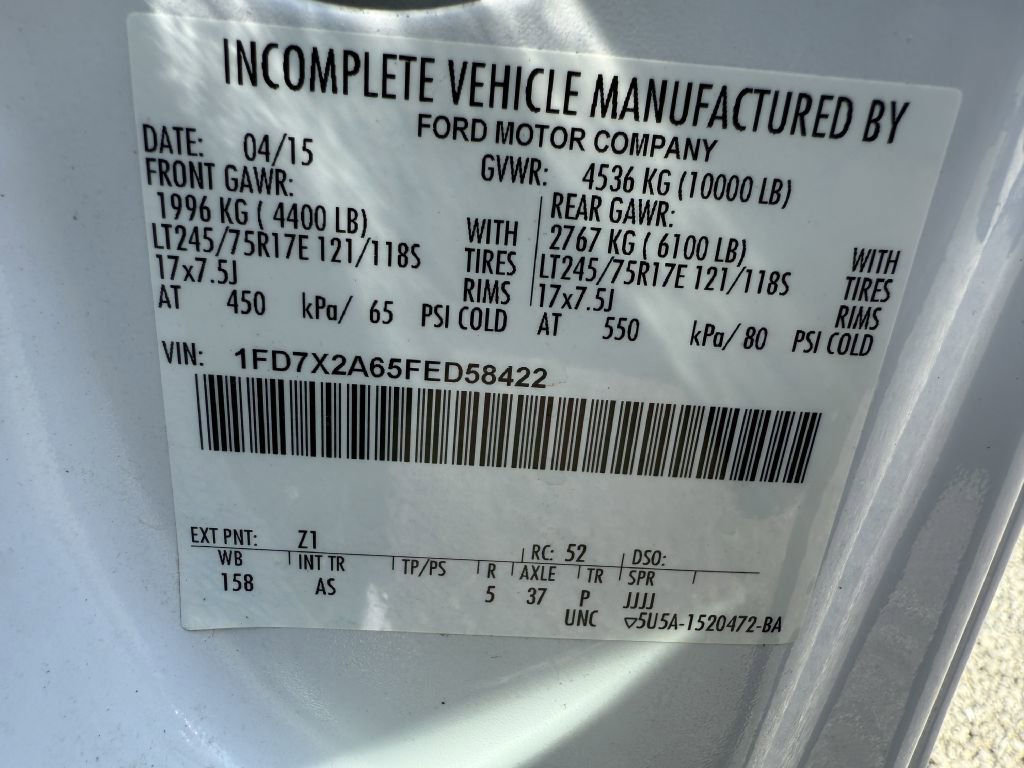 INCOMPLETE VEHICLE MANUFACTURED BY
FORD MOTOR COMPANY
DATE: 04/15 GVWR: 4536 KG (10000 LB)
FRONT GAWR: REAR GAWR:
1996 KG ( 4400 LB) WITH 2767 KG ( 6100 LB) WITH
LT245/75R17E 121/118S TIRES LT245/75R17E 121/118S TIRES
17x7.5J RIMS 17x7.5J RIMS
AT 450 kPa/ 65 PSI COLD AT 550 kPa/ 80 PSI COLD
VIN: 1FD7X2A65FED58422
EXT PNT: Z1 RC: 52 DSO:
WB INT TR TP/PS R AXLE TR SPR
158 AS 5 37 P JJJJ
UNC ▽5U5A-1520472-BA